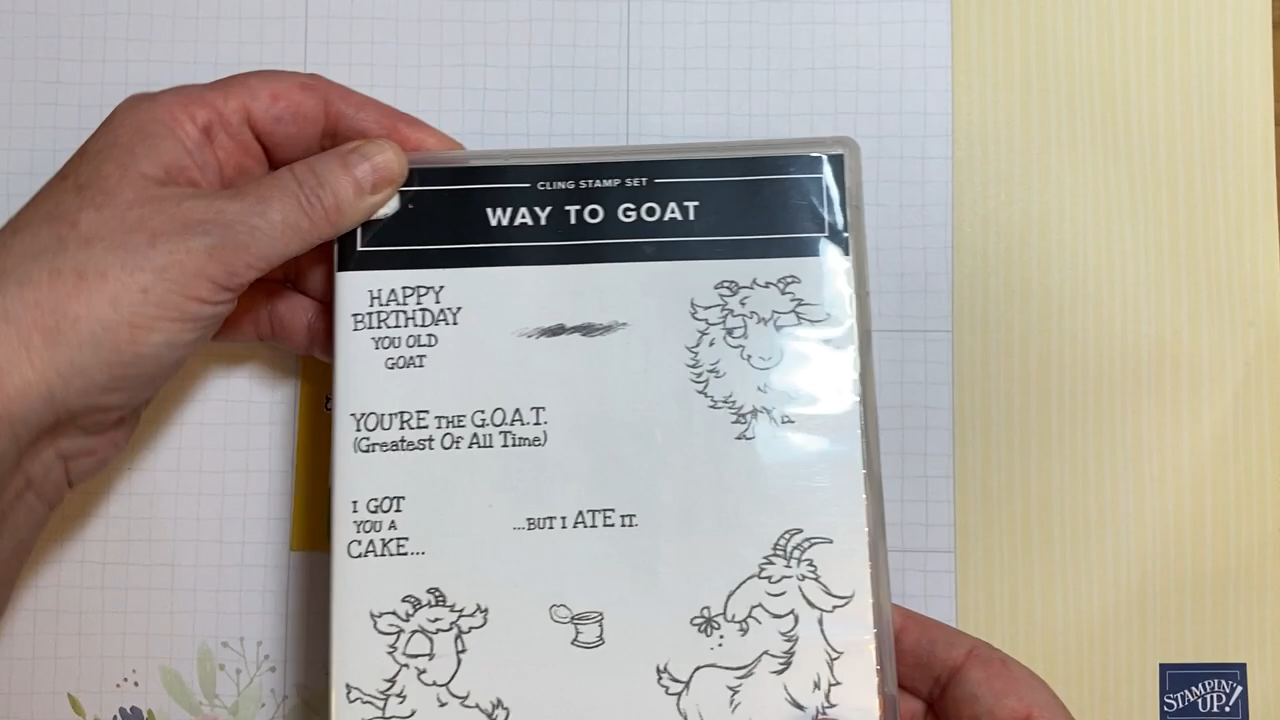 CLING STAMP SET
WAY TO GOAT
HAPPY
BIRTHDAY
YOU OLD
GOAT
YOU'RE THE G.O.A.T.
(Greatest Of All Time)
I GOT
YOU A
CAKE...
...BUT I ATE IT.
STAMPIN'
UP!